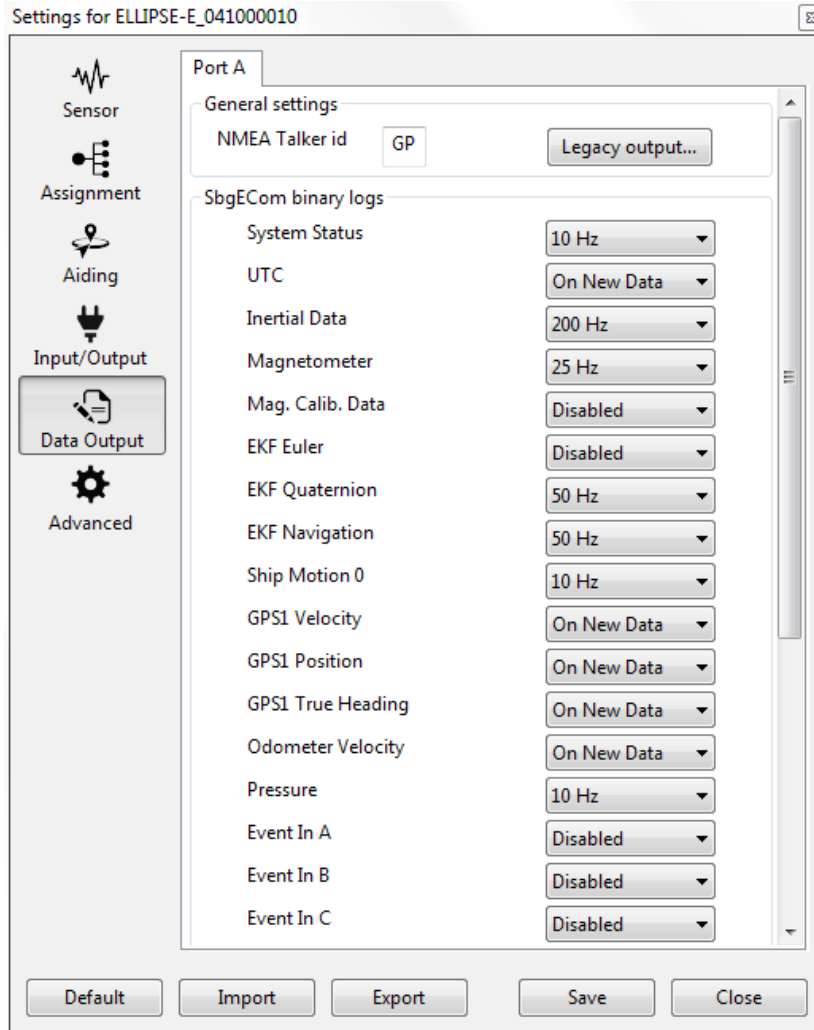 Settings for ELLIPSE-E_041000010
Sensor
Assignment
Aiding
Input/Output
Data Output
Advanced
Port A
General settings
NMEA Talker id GP Legacy output...
SbgECom binary logs
System Status 10 Hz
UTC On New Data
Inertial Data 200 Hz
Magnetometer 25 Hz
Mag. Calib. Data Disabled
EKF Euler Disabled
EKF Quaternion 50 Hz
EKF Navigation 50 Hz
Ship Motion 0 10 Hz
GPS1 Velocity On New Data
GPS1 Position On New Data
GPS1 True Heading On New Data
Odometer Velocity On New Data
Pressure 10 Hz
Event In A Disabled
Event In B Disabled
Event In C Disabled
Default Import Export Save Close